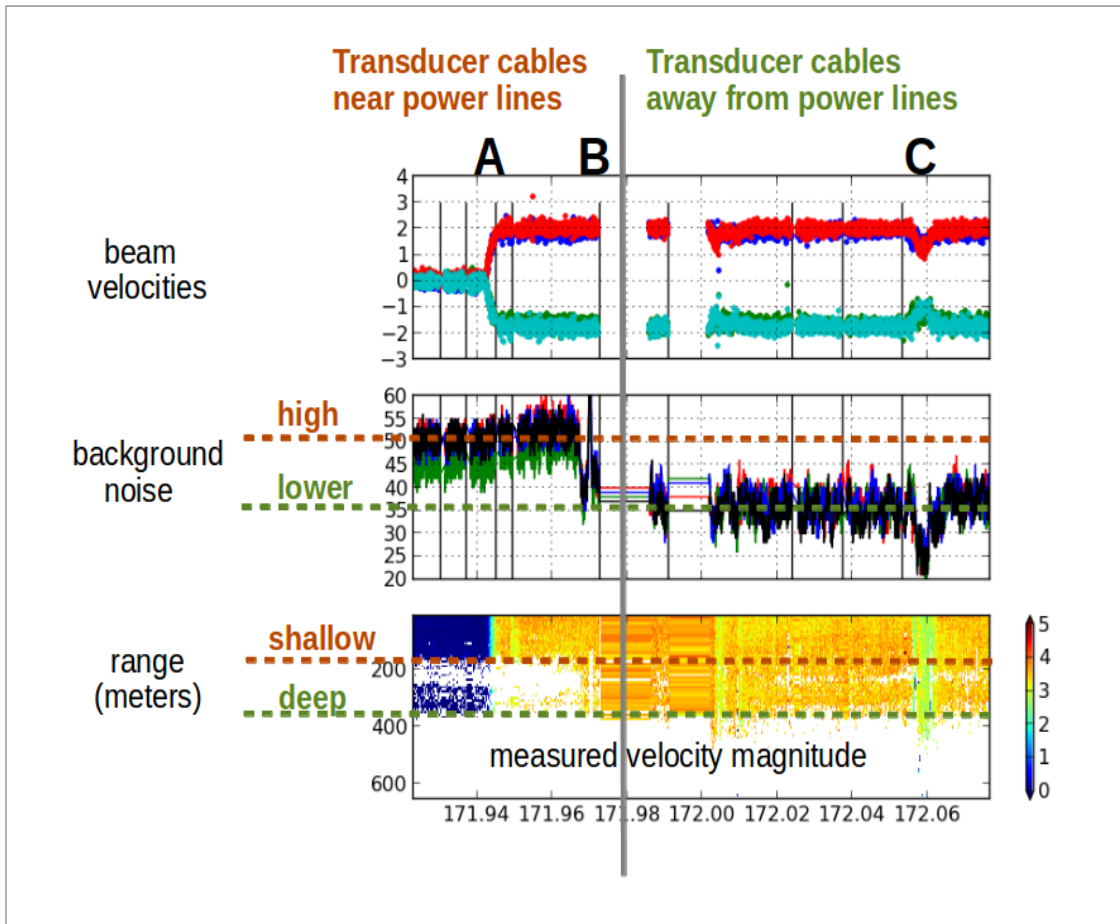 Transducer cables
near power lines
Transducer cables
away from power lines
A
B
C
beam
velocities
4
3
2
1
0
−1
−2
−3
background
noise
high
lower
60
55
50
45
40
35
30
25
20
range
(meters)
shallow
deep
200
400
600
measured velocity magnitude
5
4
3
2
1
0
171.94
171.96
171.98
172.00
172.02
172.04
172.06